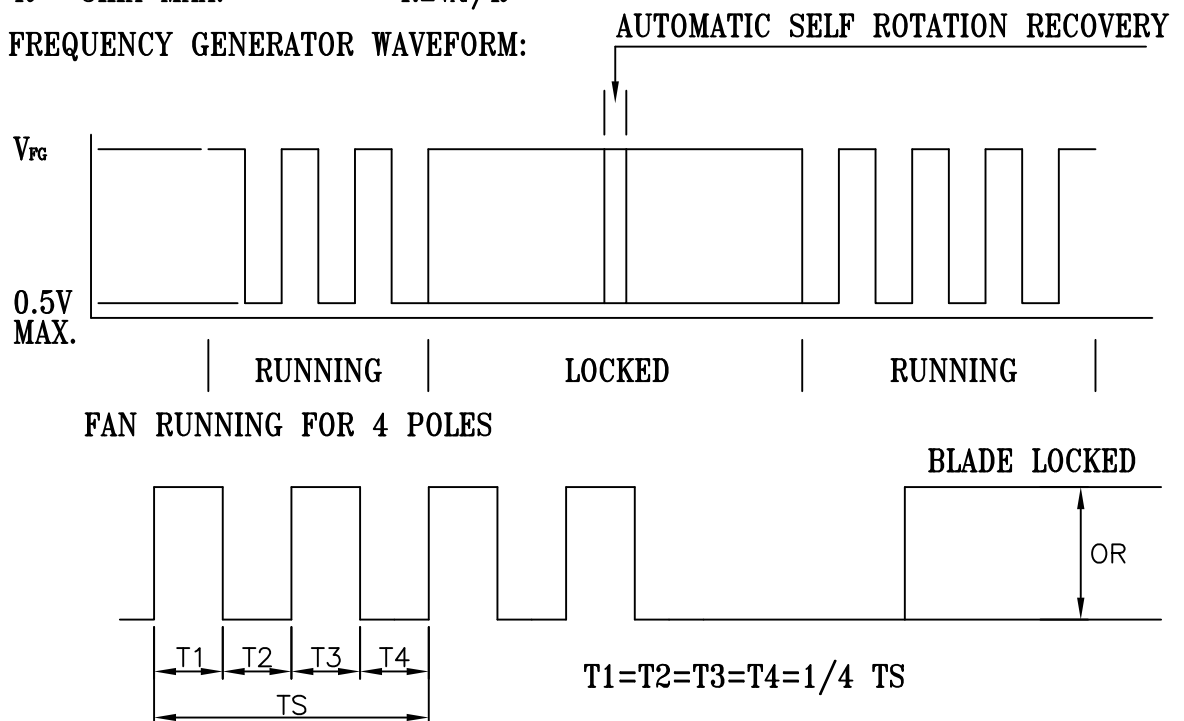 AUTOMATIC SELF ROTATION RECOVERY
FREQUENCY GENERATOR WAVEFORM:
VFG
0.5V
MAX.
RUNNING
LOCKED
RUNNING
FAN RUNNING FOR 4 POLES
BLADE LOCKED
OR
T1
T2
T3
T4
T1=T2=T3=T4=1/4 TS
TS